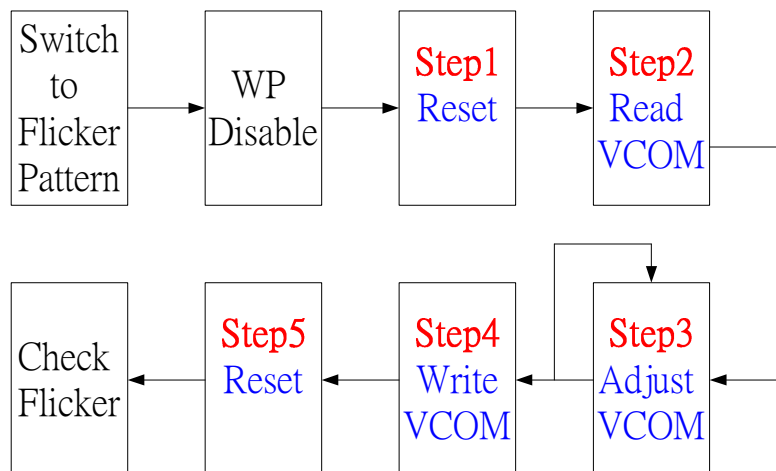 Switch
to
Flicker
Pattern
WP
Disable
Step1
Reset
Step2
Read
VCOM
Check
Flicker
Step5
Reset
Step4
Write
VCOM
Step3
Adjust
VCOM